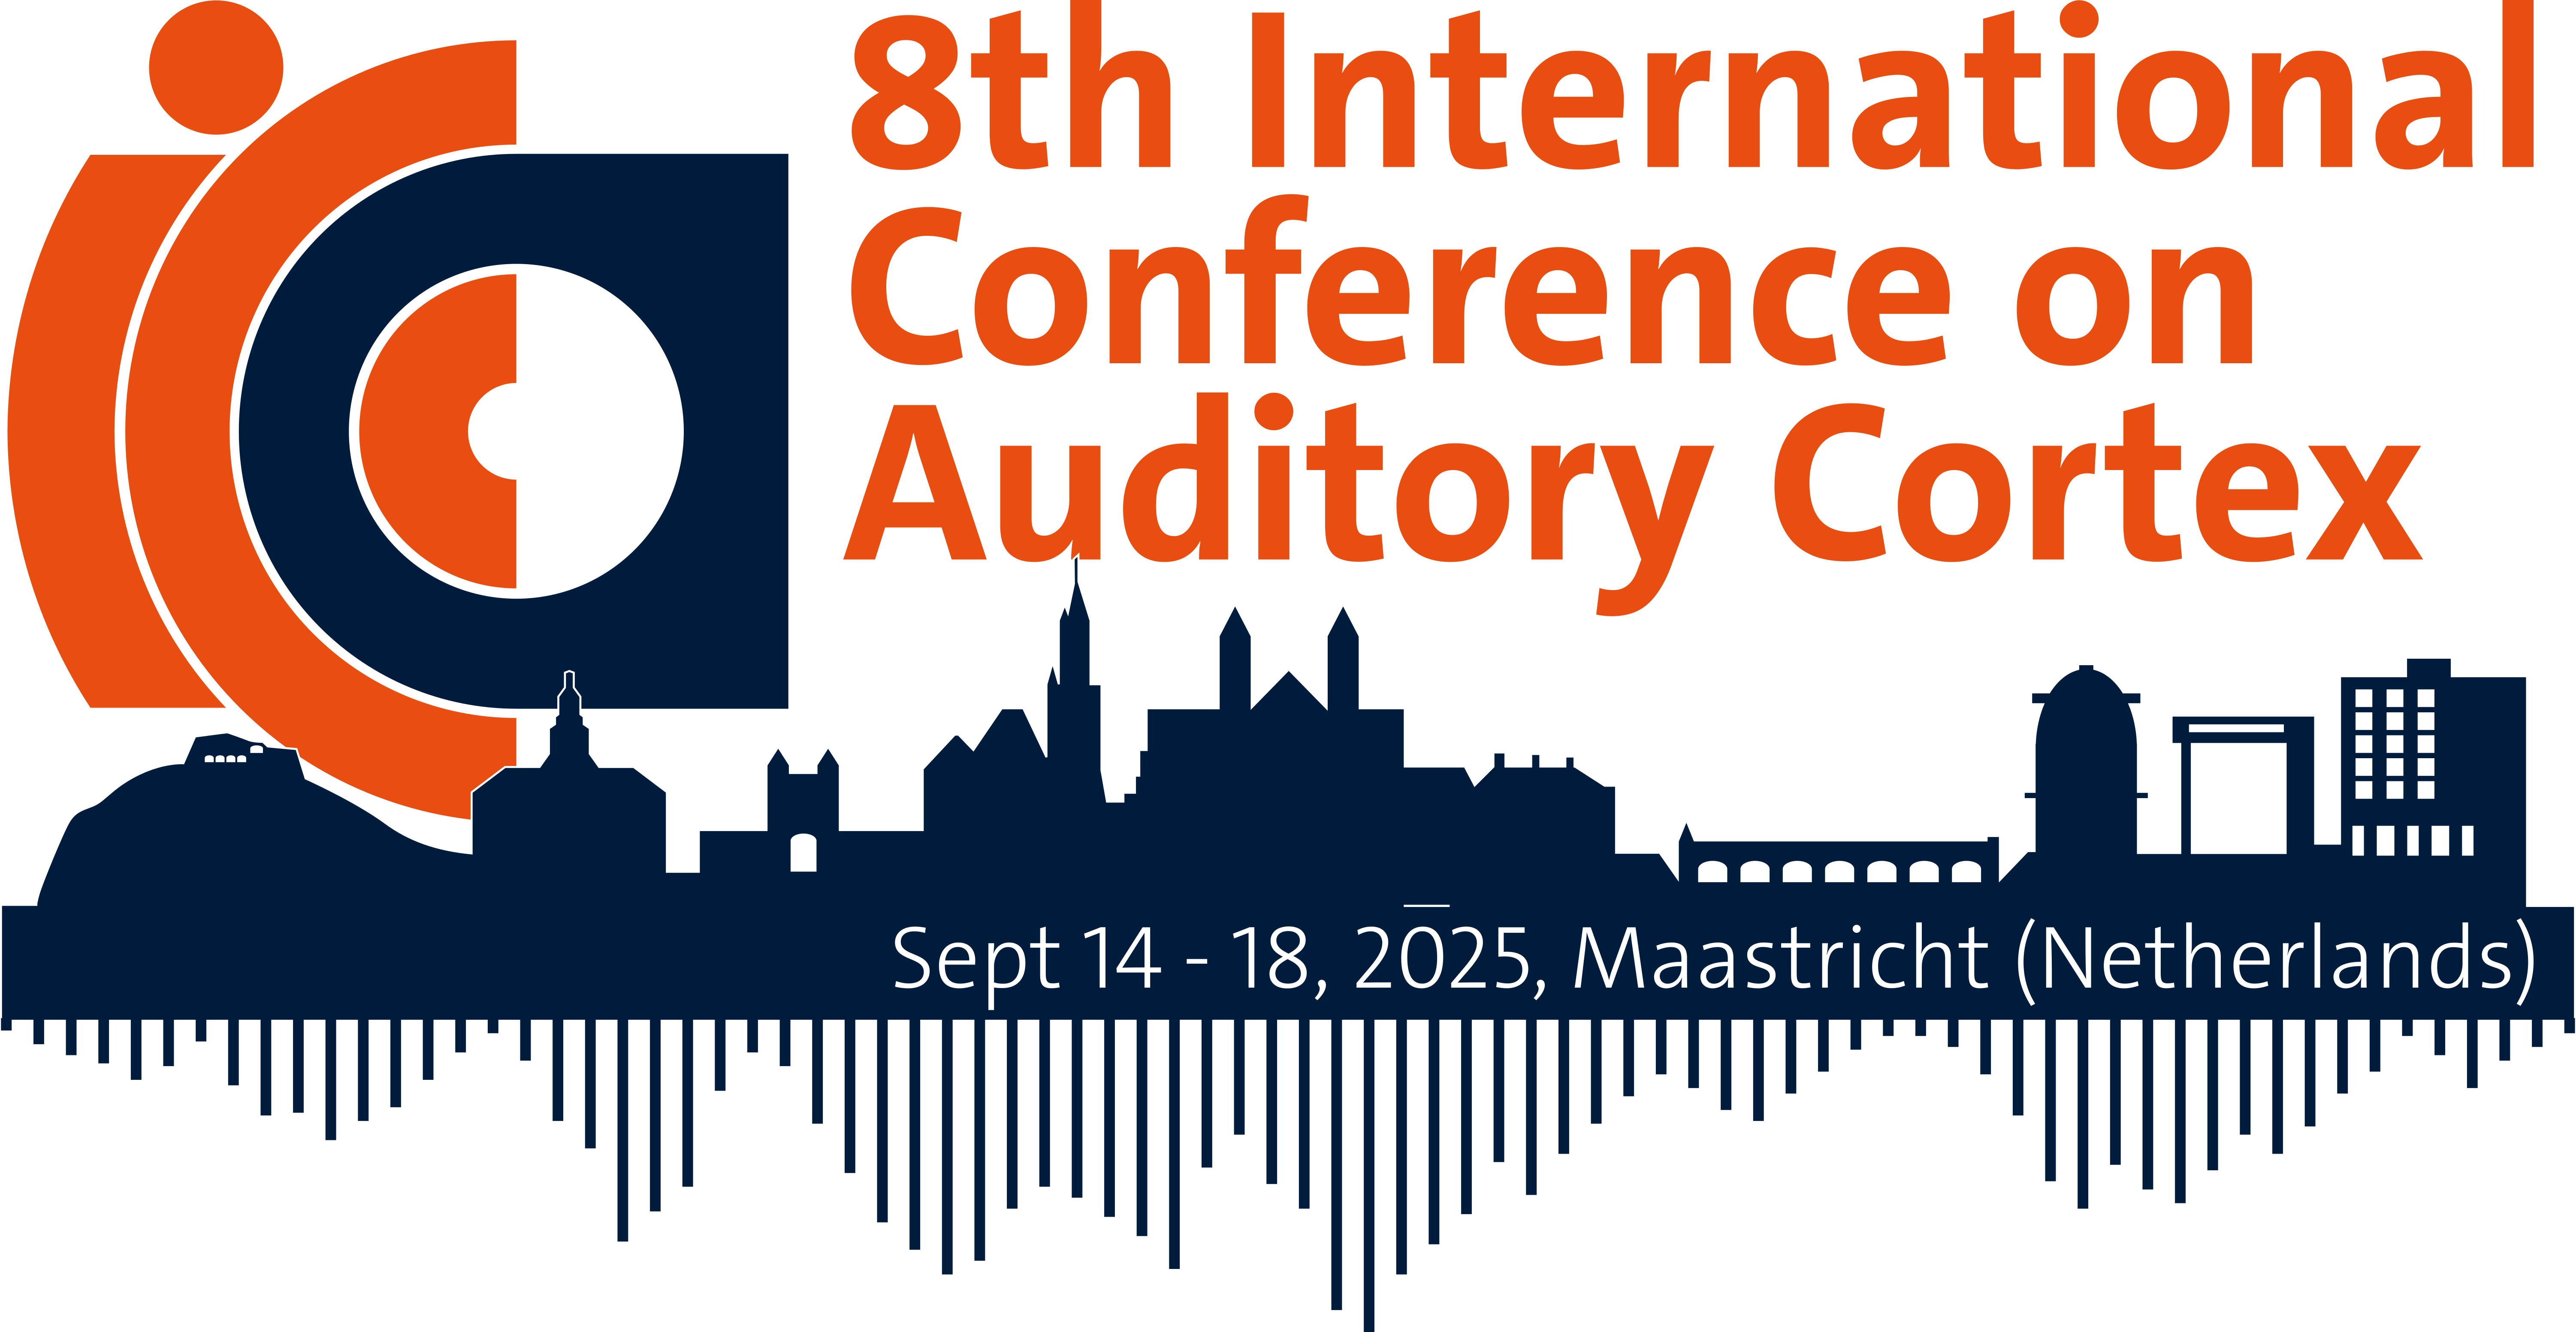 8th International
Conference on
Auditory Cortex
Sept 14 - 18, 2025, Maastricht (Netherlands)